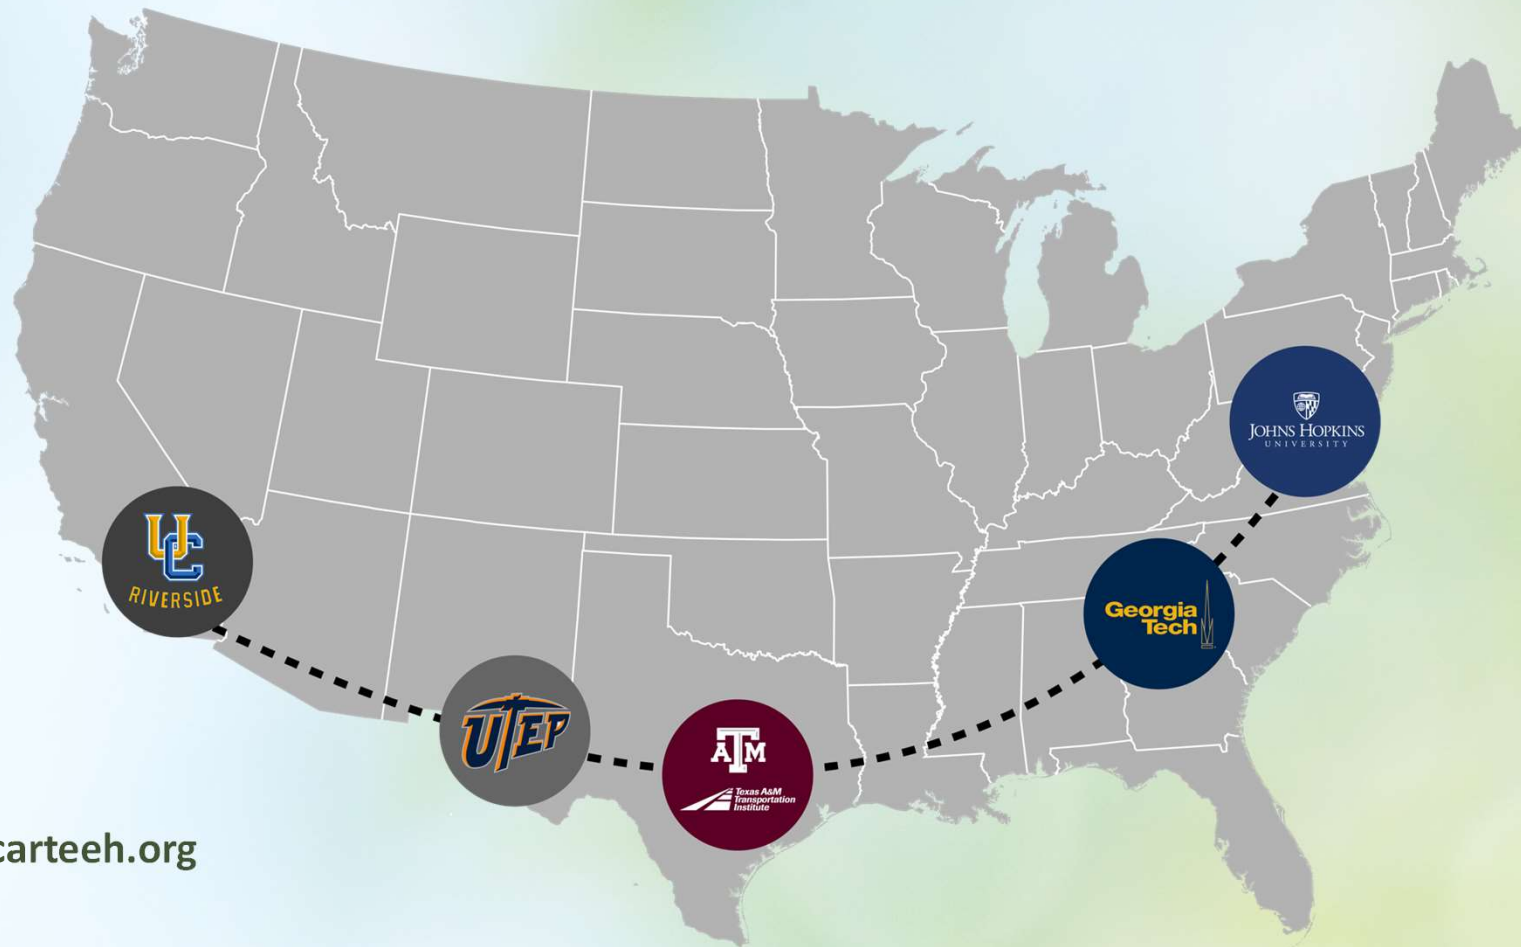 JOHNS HOPKINS
UNIVERSITY
UC
RIVERSIDE
Georgia
Tech
UTEP
ATM
Texas A&M
Transportation
Institute
carteeh.org